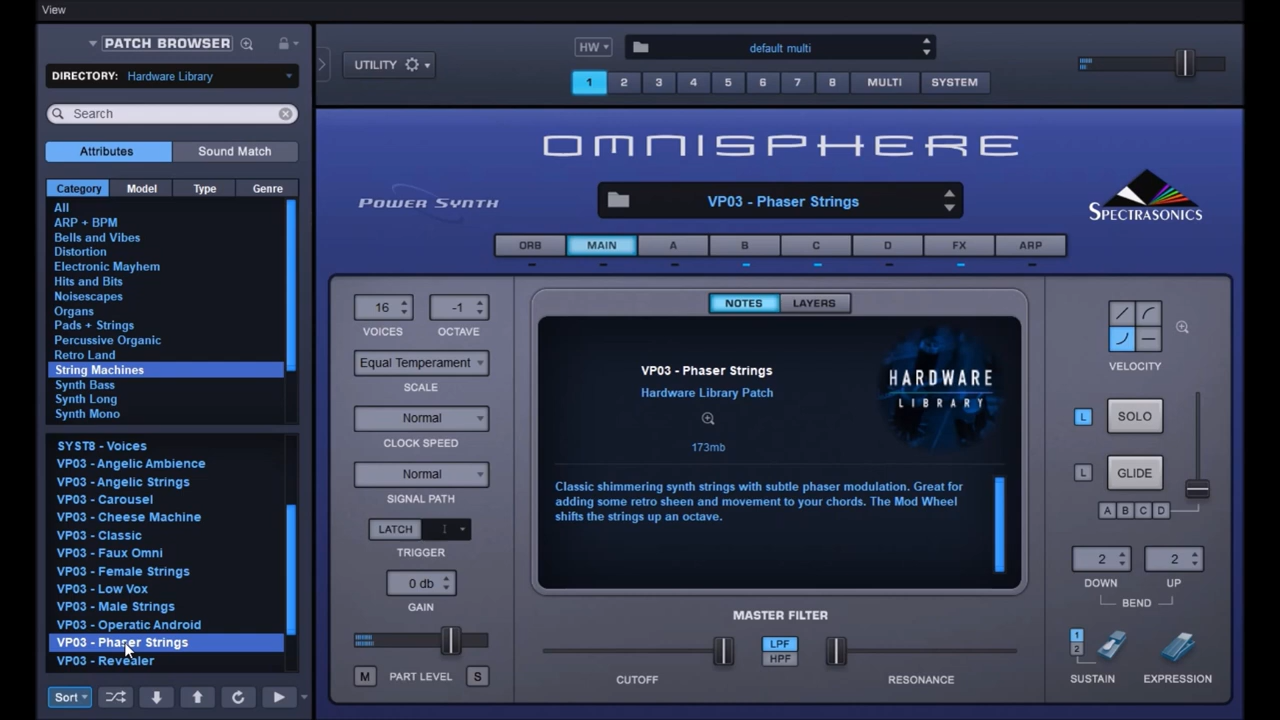 View
PATCH BROWSER
DIRECTORY: Hardware Library
Search
Attributes
Sound Match
Category
Model
Type
Genre
All
ARP + BPM
Bells and Vibes
Distortion
Electronic Mayhem
Hits and Bits
Noisescapes
Organs
Pads + Strings
Percussive Organic
Retro Land
String Machines
Synth Bass
Synth Long
Synth Mono
SYST8 - Voices
VP03 - Angelic Ambience
VP03 - Angelic Strings
VP03 - Carousel
VP03 - Cheese Machine
VP03 - Classic
VP03 - Faux Omni
VP03 - Female Strings
VP03 - Low Vox
VP03 - Male Strings
VP03 - Operatic Android
VP03 - Phaser Strings
VP03 - Revealer
Sort
UTILITY
HW
default multi
1 2 3 4 5 6 7 8 MULTI SYSTEM
OMNISPHERE
POWER SYNTH
VP03 - Phaser Strings
SPECTRASONICS
ORB MAIN A B C D FX ARP
16
VOICES
-1
OCTAVE
Equal Temperament
SCALE
Normal
CLOCK SPEED
Normal
SIGNAL PATH
LATCH
TRIGGER
0 db
GAIN
M PART LEVEL S
NOTES LAYERS
VP03 - Phaser Strings
Hardware Library Patch
173mb
HARDWARE
LIBRARY
Classic shimmering synth strings with subtle phaser modulation. Great for
adding some retro sheen and movement to your chords. The Mod Wheel
shifts the strings up an octave.
MASTER FILTER
LPF
HPF
CUTOFF
RESONANCE
VELOCITY
L SOLO
L GLIDE
A B C D
2
DOWN
2
UP
BEND
1
2
SUSTAIN
EXPRESSION